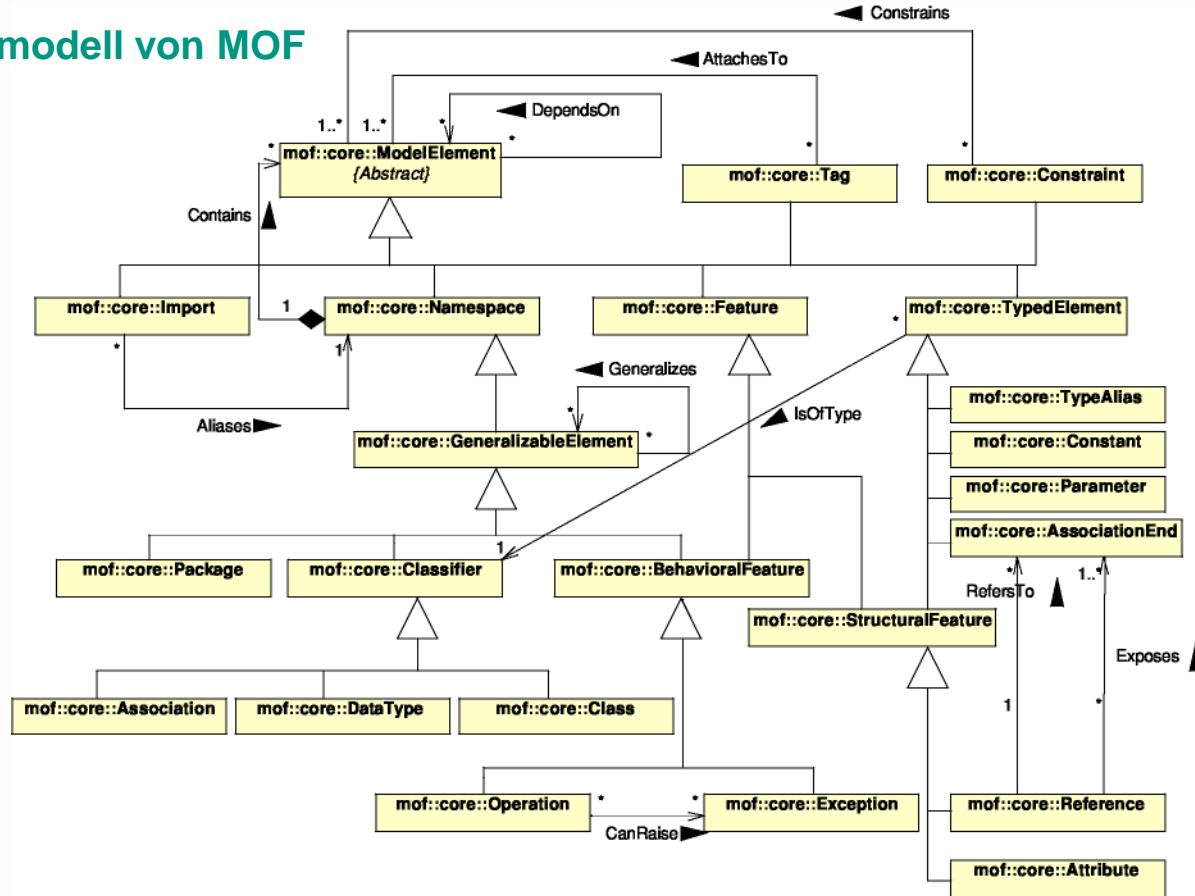 modell von MOF
Constrains
AttachesTo
DependsOn
1..*
1..*
*
*
*
*
*
mof::core::ModelElement
{Abstract}
mof::core::Tag
mof::core::Constraint
Contains
mof::core::Import
1
mof::core::Namespace
mof::core::Feature
*
mof::core::TypedElement
*
1
Generalizes
Aliases
*
*
IsOfType
mof::core::TypeAlias
mof::core::GeneralizableElement
mof::core::Constant
mof::core::Parameter
mof::core::AssociationEnd
1
mof::core::Package
mof::core::Classifier
mof::core::BehavioralFeature
*
1..*
RefersTo
mof::core::StructuralFeature
Exposes
mof::core::Association
mof::core::DataType
mof::core::Class
1
*
mof::core::Operation
*
*
mof::core::Exception
mof::core::Reference
CanRaise
mof::core::Attribute